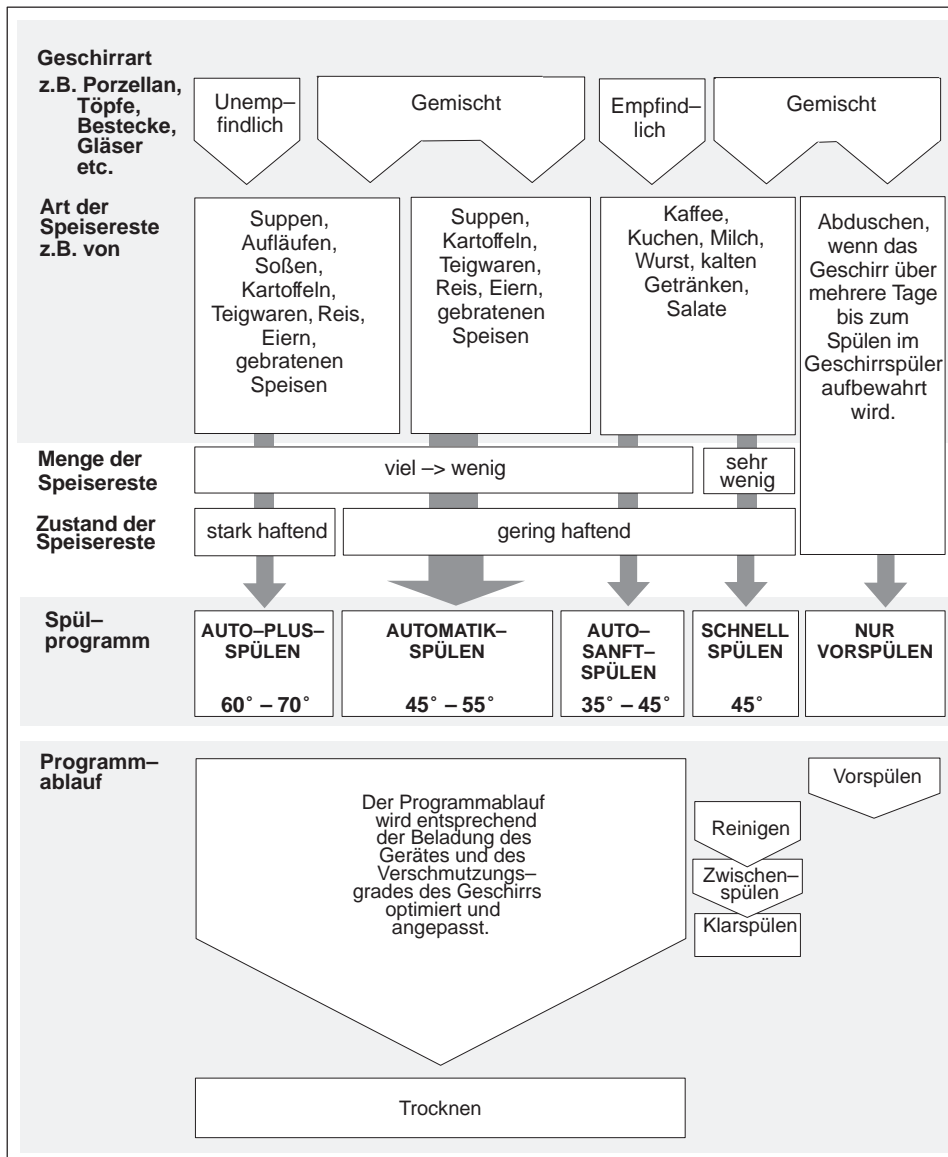 Geschirrart
z.B. Porzellan,
Töpfe,
Bestecke,
Gläser
etc.
Unemp–
findlich
Gemischt
Empfind–
lich
Gemischt
Art der
Speisereste
z.B. von
Suppen,
Aufläufen,
Soßen,
Kartoffeln,
Teigwaren, Reis,
Eiern,
gebratenen
Speisen
Suppen,
Kartoffeln,
Teigwaren,
Reis, Eiern,
gebratenen
Speisen
Kaffee,
Kuchen, Milch,
Wurst, kalten
Getränken,
Salate
Abduschen,
wenn das
Geschirr über
mehrere Tage
bis zum
Spülen im
Geschirrspüler
aufbewahrt
wird.
Menge der
Speisereste
viel –> wenig
sehr
wenig
Zustand der
Speisereste
stark haftend
gering haftend
Spül–
programm
AUTO–PLUS–
SPÜLEN
60° – 70°
AUTOMATIK–
SPÜLEN
45° – 55°
AUTO–
SANFT–
SPÜLEN
35° – 45°
SCHNELL
SPÜLEN
45°
NUR
VORSPÜLEN
Programm–
ablauf
Der Programmablauf
wird entsprechend
der Beladung des
Gerätes und des
Verschmutzungs–
grades des Geschirrs
optimiert und
angepasst.
Reinigen
Zwischen–
spülen
Klarspülen
Vorspülen
Trocknen